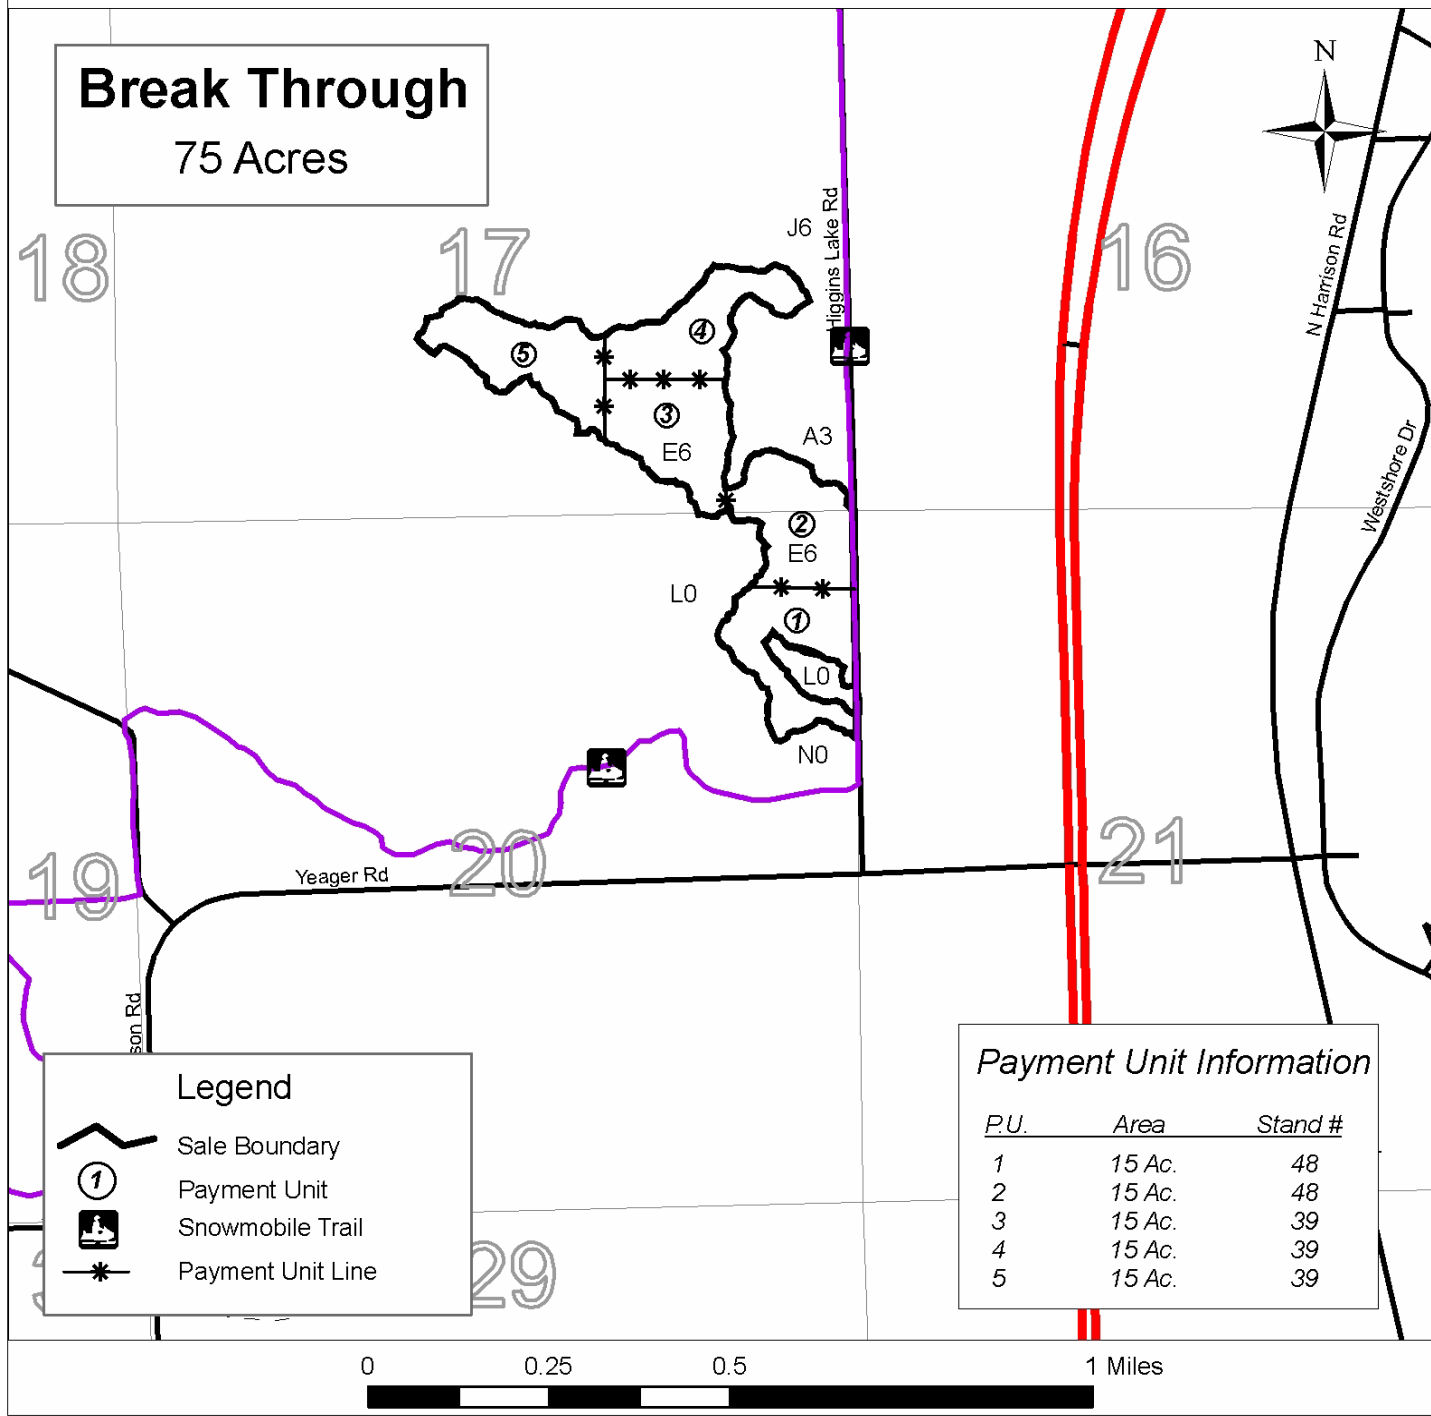 Break Through
75 Acres
N
18
17
16
J6
Higgins Lake Rd
N Harrison Rd
4
5
3
E6
A3
Westshore Dr
2
E6
L0
1
L0
N0
19
20
21
Yeager Rd
son Rd
29
Legend
Sale Boundary
1 Payment Unit
Snowmobile Trail
Payment Unit Line
Payment Unit Information
P.U. Area Stand #
1 15 Ac. 48
2 15 Ac. 48
3 15 Ac. 39
4 15 Ac. 39
5 15 Ac. 39
0 0.25 0.5 1 Miles